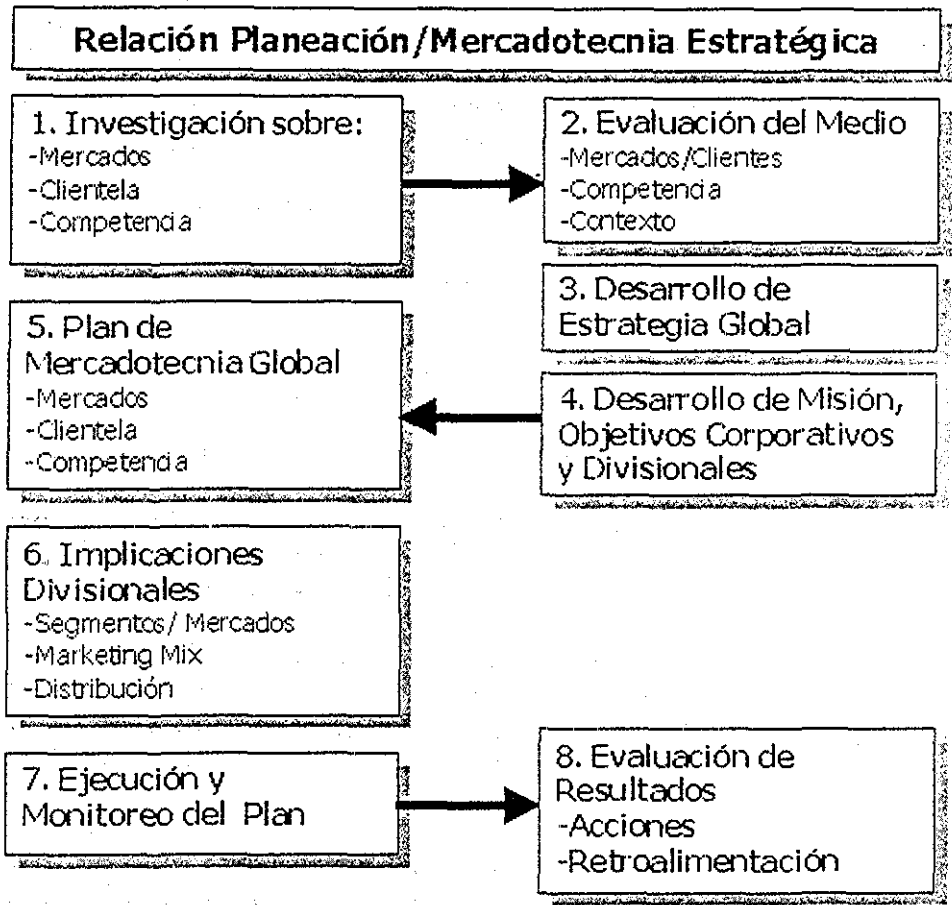 Relación Planeación/Mercadotecnia Estratégica
1. Investigación sobre:
-Mercados
-Clientela
-Competencia
2. Evaluación del Medio
-Mercados/Clientes
-Competencia
-Contexto
3. Desarrollo de
Estrategia Global
4. Desarrollo de Misión,
Objetivos Corporativos
y Divisionales
5. Plan de
Mercadotecnia Global
-Mercados
-Clientela
-Competencia
6. Implicaciones
Divisionales
-Segmentos/ Mercados
-Marketing Mix
-Distribución
7. Ejecución y
Monitoreo del Plan
8. Evaluación de
Resultados
-Acciones
-Retroalimentación